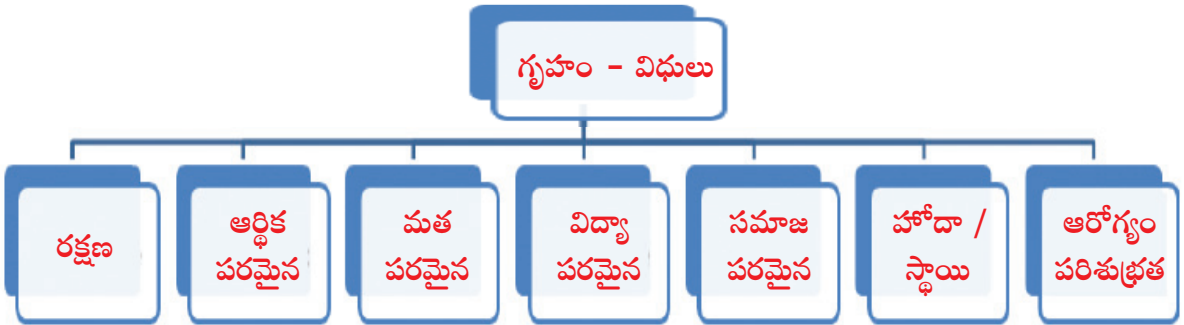 గృహం - విధులు
రక్షణ
ఆర్థిక
పరమైన
మత
పరమైన
విద్యా
పరమైన
సమాజ
పరమైన
హోదా /
స్థాయి
ఆరోగ్యం
పరిశుభ్రత